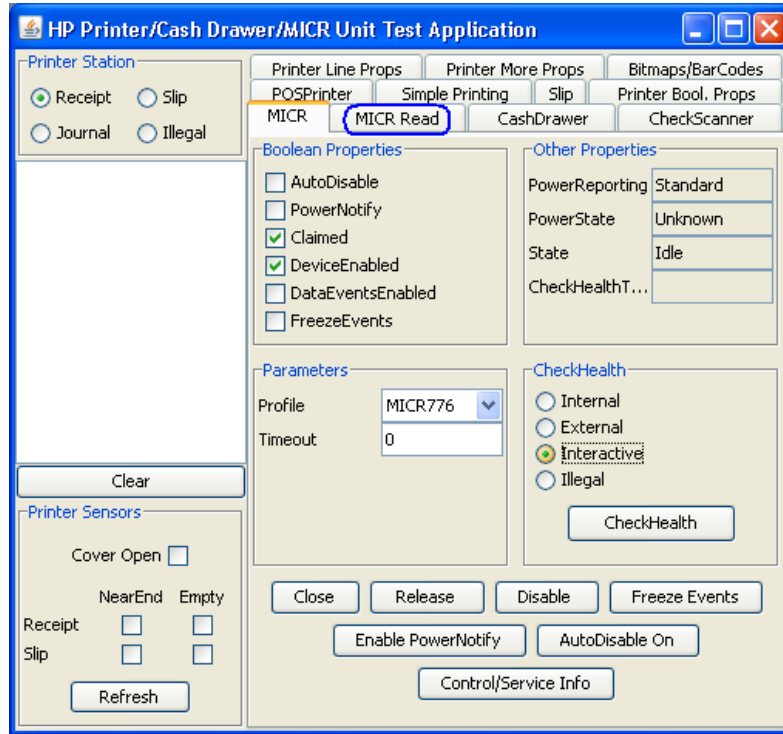 HP Printer/Cash Drawer/MICR Unit Test Application
Printer Station
Receipt Slip
Journal Illegal
Clear
Printer Sensors
Cover Open
NearEnd Empty
Receipt
Slip
Refresh
Printer Line Props Printer More Props Bitmaps/BarCodes
POSPrinter Simple Printing Slip Printer Bool. Props
MICR MICR Read CashDrawer CheckScanner
Boolean Properties
AutoDisable
PowerNotify
Claimed
DeviceEnabled
DataEventsEnabled
FreezeEvents
Other Properties
PowerReporting Standard
PowerState Unknown
State Idle
CheckHealthT...
Parameters
Profile MICR776
Timeout 0
CheckHealth
Internal
External
Interactive
Illegal
CheckHealth
Close Release Disable Freeze Events
Enable PowerNotify AutoDisable On
Control/Service Info